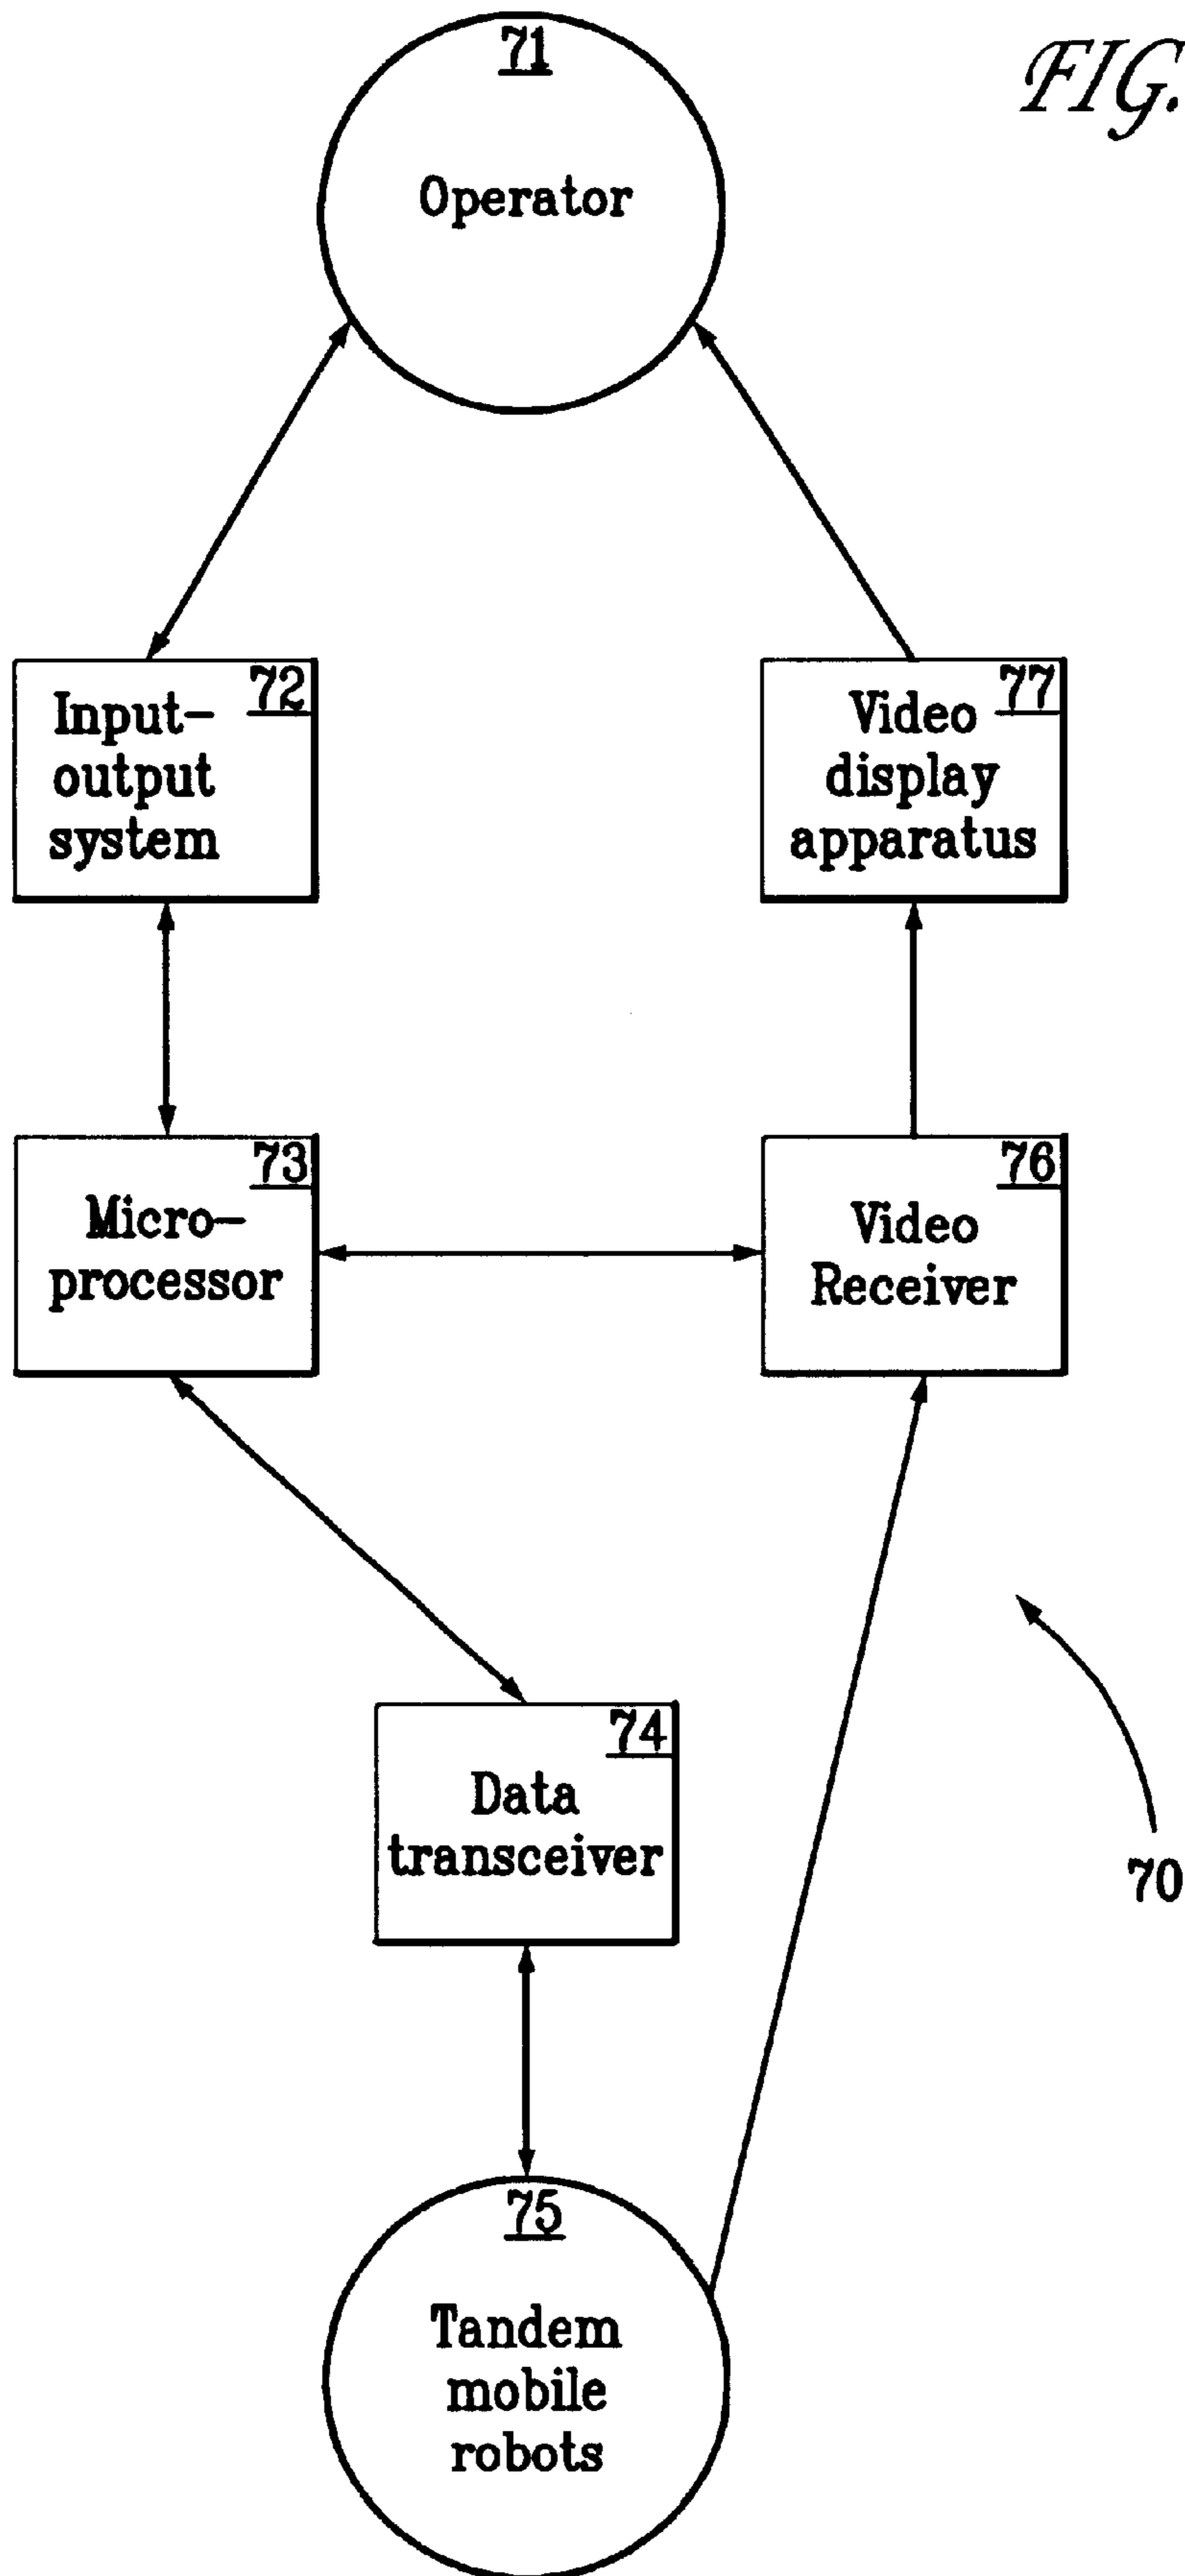 FIG.
71
Operator
72
Input-
output
system
77
Video
display
apparatus
73
Micro-
processor
76
Video
Receiver
74
Data
transceiver
70
75
Tandem
mobile
robots